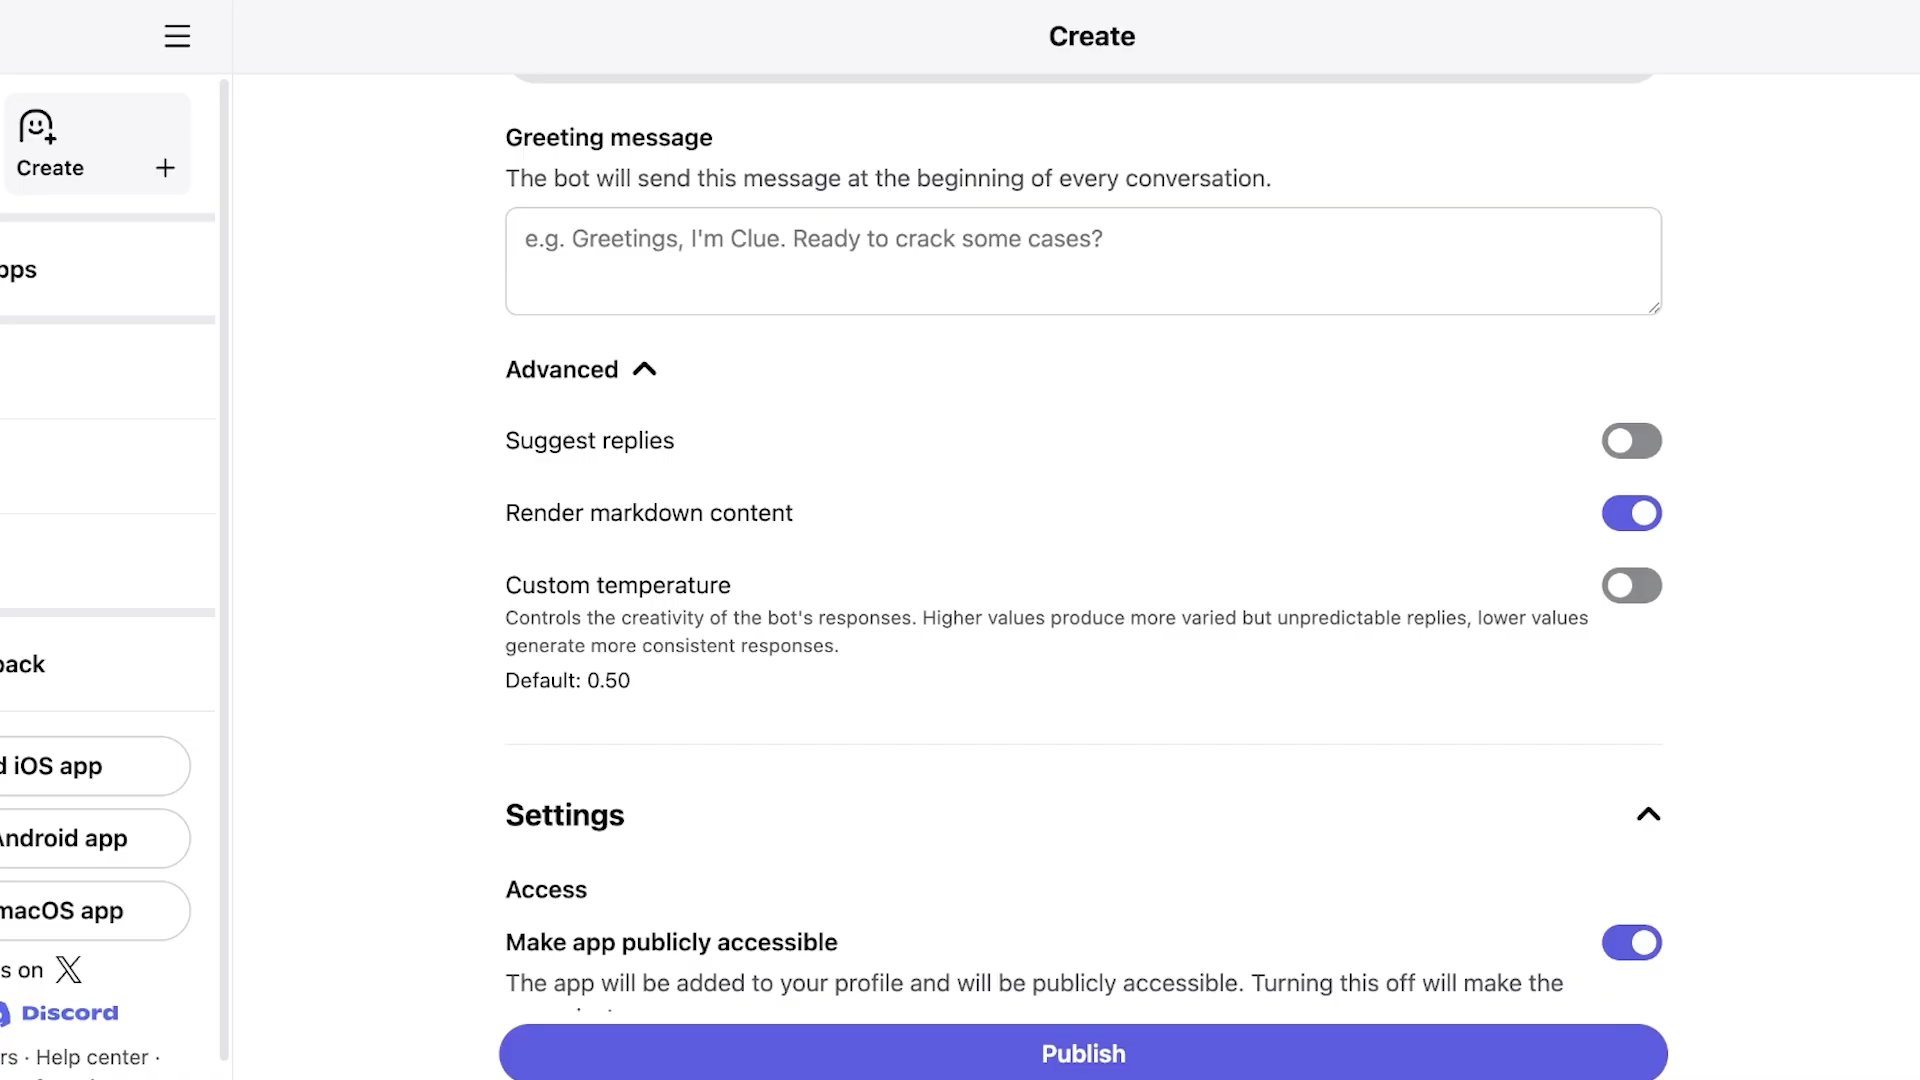 Create
Create
pps
back
d iOS app
Android app
macOS app
s on X
Discord
rs · Help center ·
Greeting message
The bot will send this message at the beginning of every conversation.
e.g. Greetings, I'm Clue. Ready to crack some cases?
Advanced
Suggest replies
Render markdown content
Custom temperature
Controls the creativity of the bot's responses. Higher values produce more varied but unpredictable replies, lower values
generate more consistent responses.
Default: 0.50
Settings
Access
Make app publicly accessible
The app will be added to your profile and will be publicly accessible. Turning this off will make the
Publish